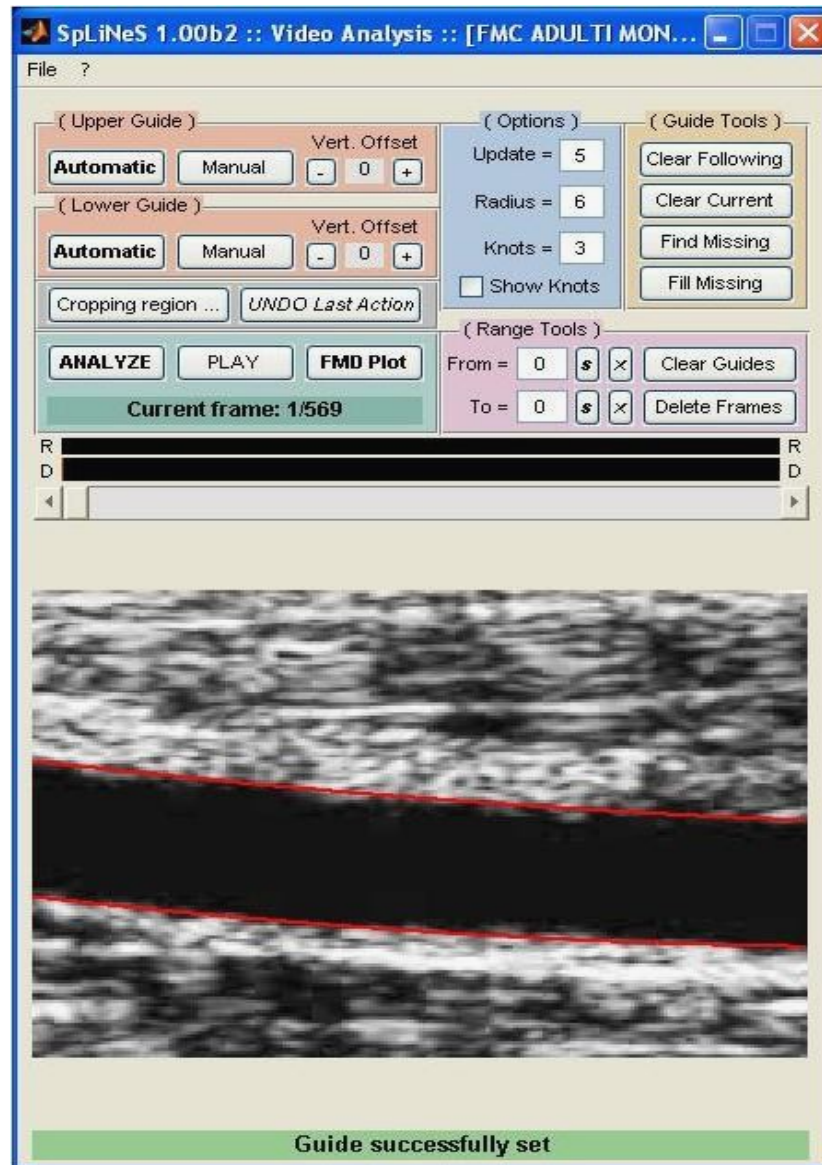 SpLiNeS 1.00b2 :: Video Analysis :: [FMC ADULTI MON...
File ?
( Upper Guide )
Automatic Manual Vert. Offset - 0 +
( Lower Guide )
Automatic Manual Vert. Offset - 0 +
Cropping region ... UNDO Last Action
ANALYZE PLAY FMD Plot
Current frame: 1/569
( Options )
Update = 5
Radius = 6
Knots = 3
Show Knots
( Guide Tools )
Clear Following
Clear Current
Find Missing
Fill Missing
( Range Tools )
From = 0 s x Clear Guides
To = 0 s x Delete Frames
R R
D D
Guide successfully set